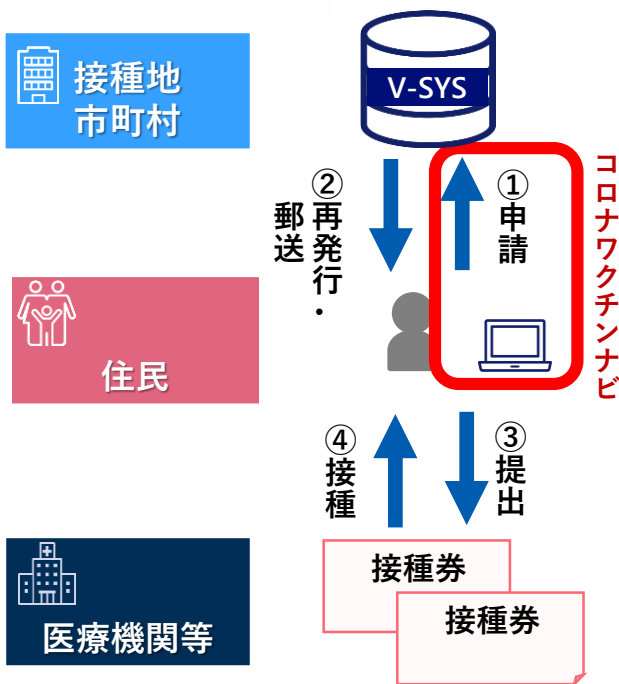 接種地
市町村
V-SYS
②再発行・
郵送
①申請
コロナワクチンナビ
住民
④接種
③提出
接種券
接種券
医療機関等